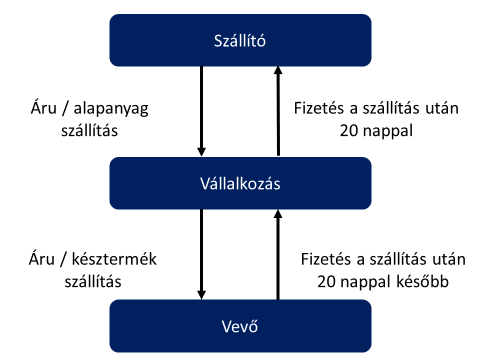 Szállító
Áru / alapanyag
szállítás
Fizetés a szállítás után
20 nappal
Vállalkozás
Áru / késztermék
szállítás
Fizetés a szállítás után
20 nappal később
Vevő